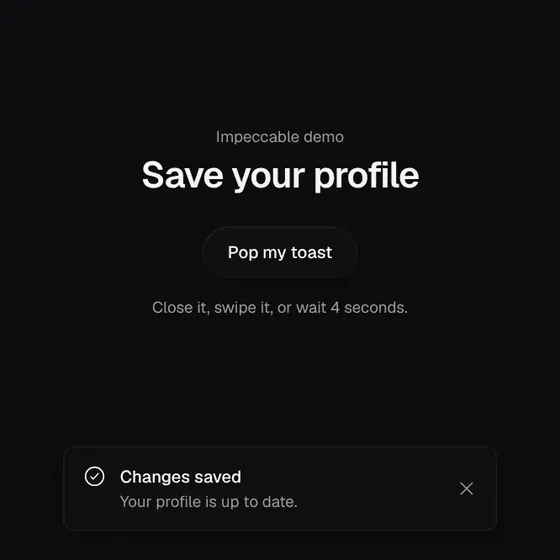 Impeccable demo
Save your profile
Pop my toast
Close it, swipe it, or wait 4 seconds.
Changes saved
Your profile is up to date.